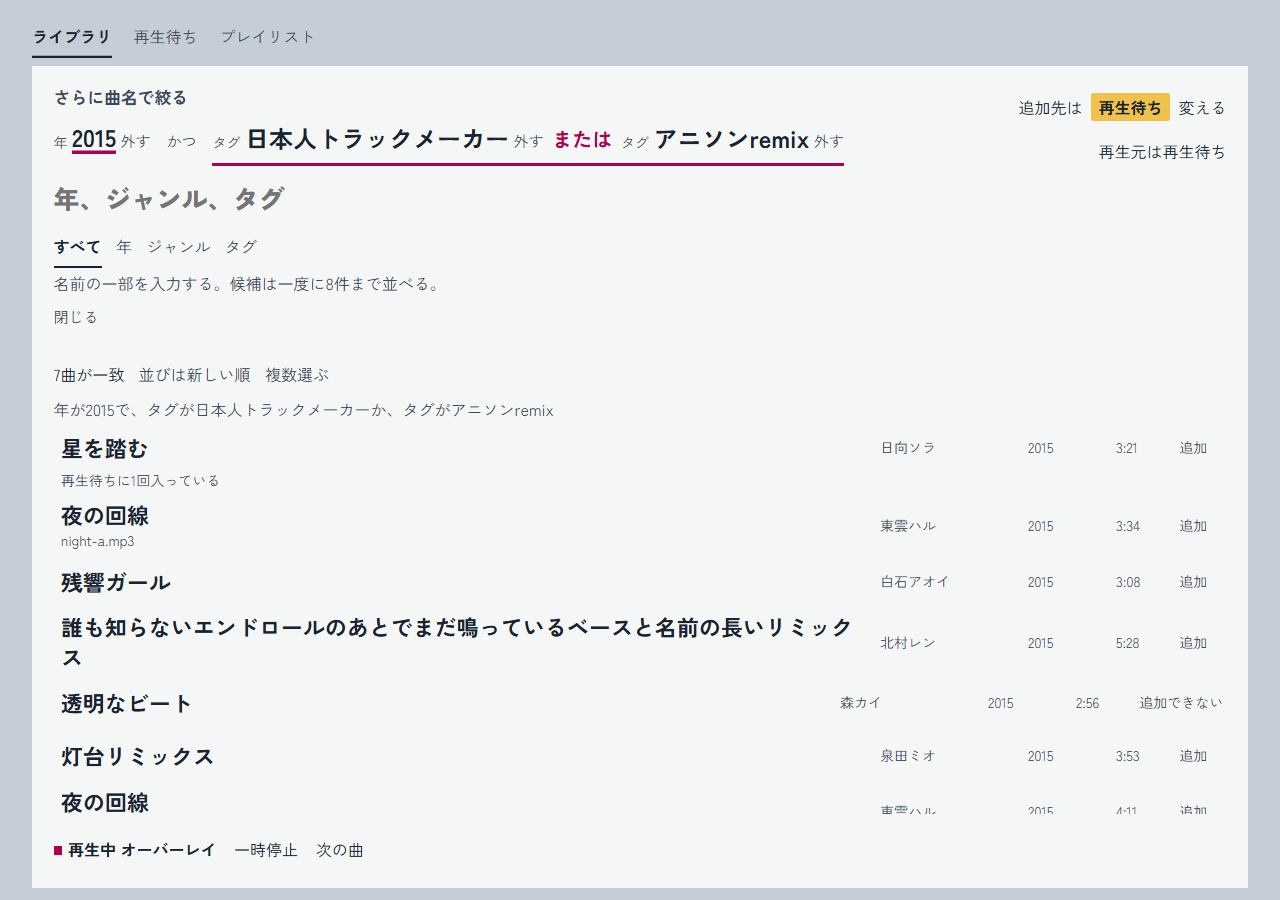 ライブラリ 再生待ち プレイリスト
さらに曲名で絞る
追加先は 再生待ち 変える
年 2015 外す かつ タグ 日本人トラックメーカー 外す または タグ アニソンremix 外す
再生元は再生待ち
年、ジャンル、タグ
すべて 年 ジャンル タグ
名前の一部を入力する。候補は一度に8件まで並べる。
閉じる
7曲が一致 並びは新しい順 複数選ぶ
年が2015で、タグが日本人トラックメーカーか、タグがアニソンremix
星を踏む 日向ソラ 2015 3:21 追加
再生待ちに1回入っている
夜の回線 東雲ハル 2015 3:34 追加
night-a.mp3
残響ガール 白石アオイ 2015 3:08 追加
誰も知らないエンドロールのあとでまだ鳴っているベースと名前の長いリミック
ス
北村レン 2015 5:28 追加
透明なビート 森カイ 2015 2:56 追加できない
灯台リミックス 泉田ミオ 2015 3:53 追加
夜の回線 東雲ハル 2015 4:11 追加
再生中 オーバーレイ 一時停止 次の曲